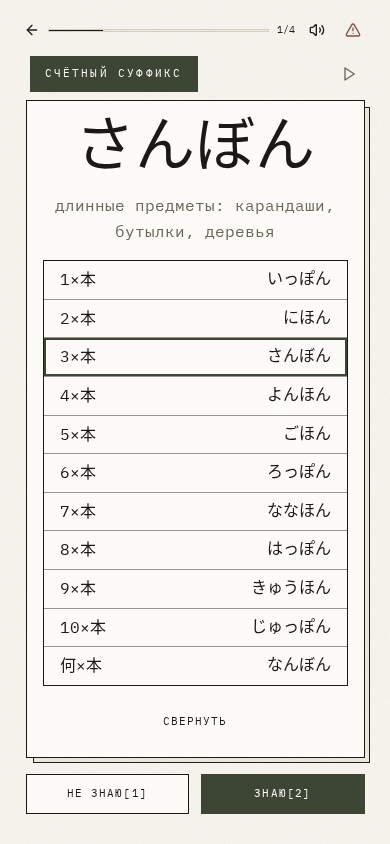 1/4
СЧЁТНЫЙ СУФФИКС
さんぼん
длинные предметы: карандаши,
бутылки, деревья
1×本 いっぽん
2×本 にほん
3×本 さんぼん
4×本 よんほん
5×本 ごほん
6×本 ろっぽん
7×本 ななほん
8×本 はっぽん
9×本 きゅうほん
10×本 じゅっぽん
何×本 なんぼん
СВЕРНУТЬ
НЕ ЗНАЮ[1] ЗНАЮ[2]